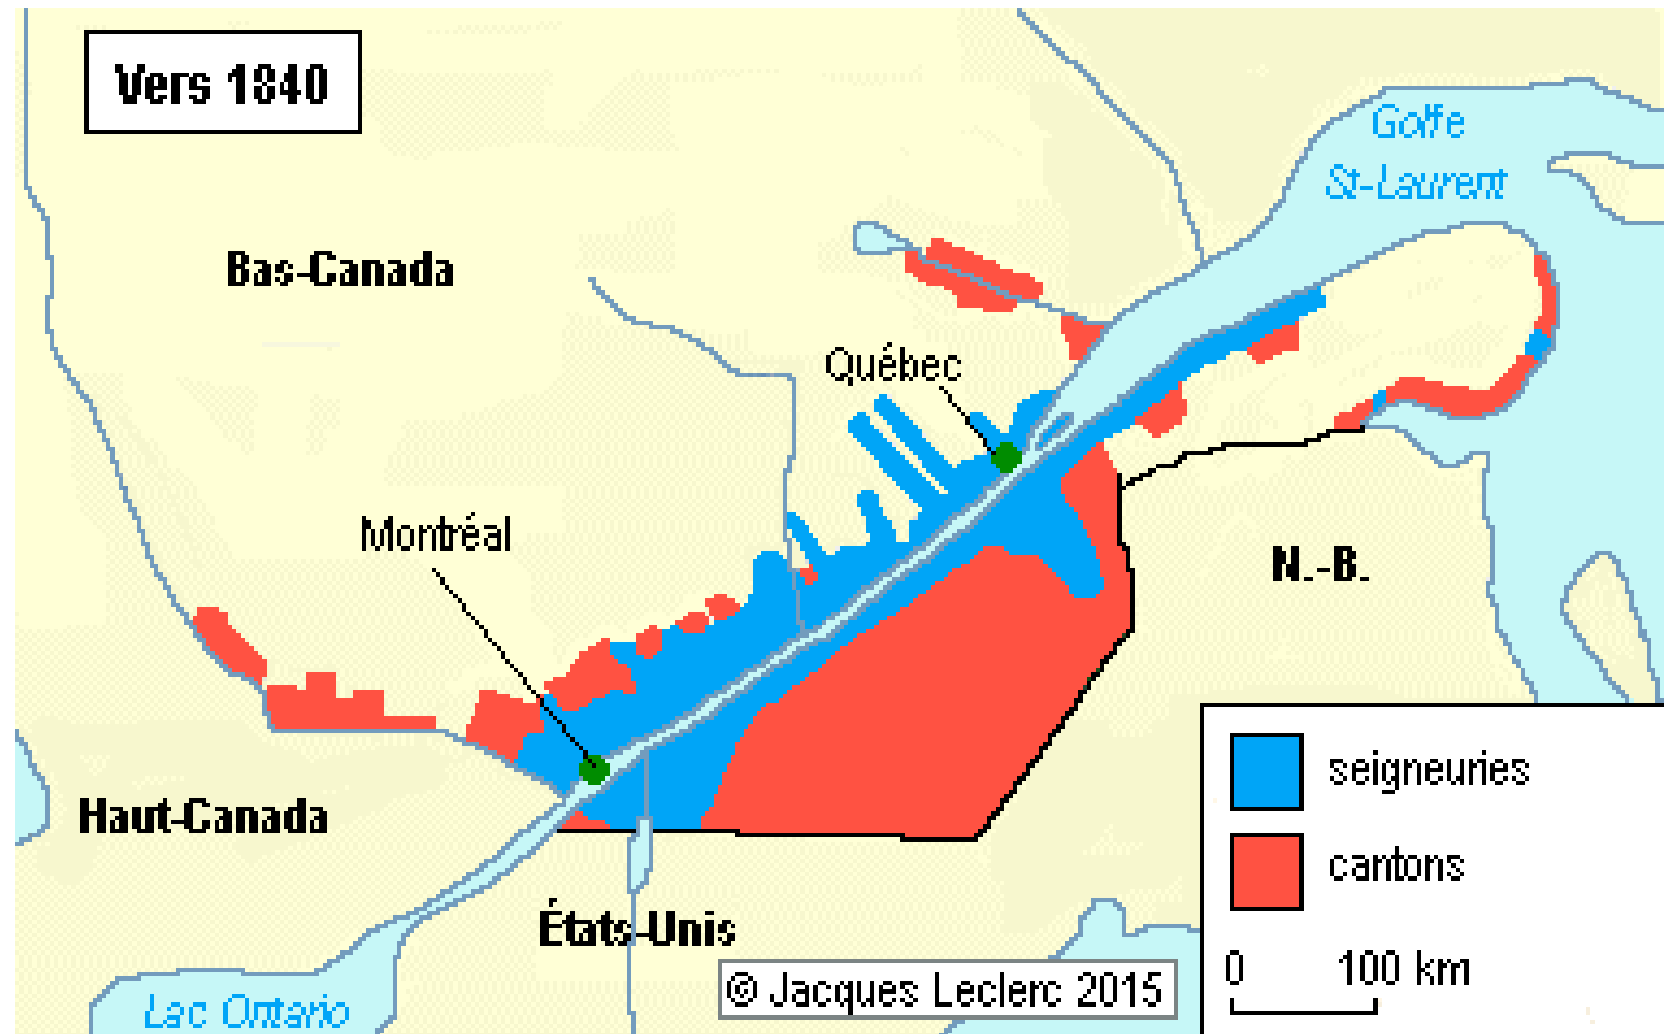 Vers 1840
Golfe
St-Laurent
Bas-Canada
Québec
Montréal
N.-B.
seigneuries
Haut-Canada
cantons
États-Unis
0 100 km
© Jacques Leclerc 2015
Lac Ontario